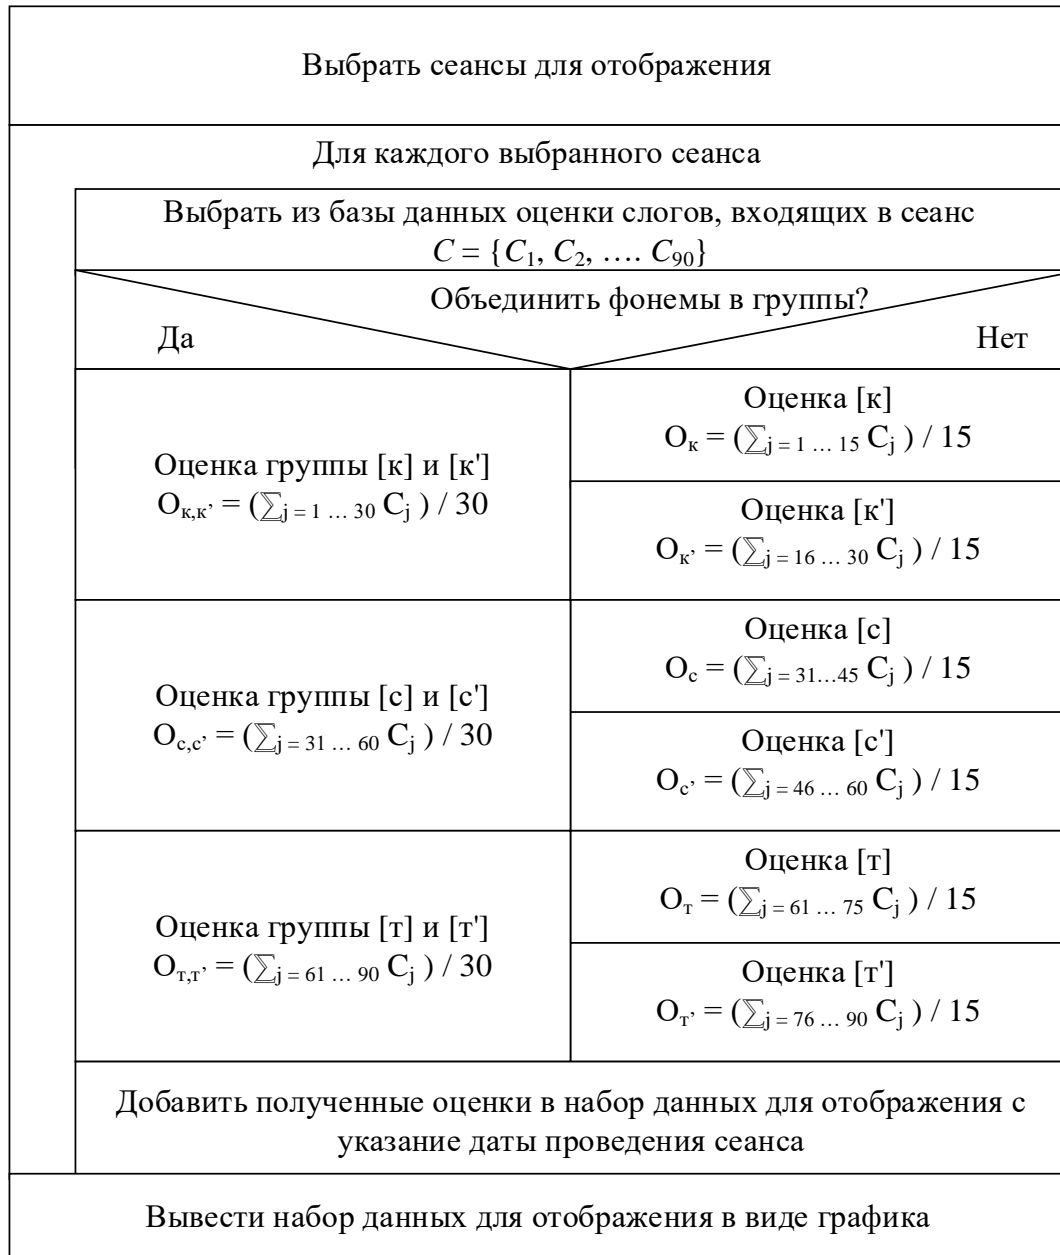 Выбрать сеансы для отображения
Для каждого выбранного сеанса
Выбрать из базы данных оценки слогов, входящих в сеанс
C = {C₁, C₂, …. C₉₀}
Объединить фонемы в группы?
Да
Нет
Оценка группы [к] и [к']
Oк,к’ = (∑j = 1 … 30 Cj ) / 30
Оценка [к]
Oк = (∑j = 1 … 15 Cj ) / 15
Оценка [к']
Oк’ = (∑j = 16 … 30 Cj ) / 15
Оценка группы [с] и [с']
Oс,с’ = (∑j = 31 … 60 Cj ) / 30
Оценка [с]
Oс = (∑j = 31…45 Cj ) / 15
Оценка [с']
Oс’ = (∑j = 46 … 60 Cj ) / 15
Оценка группы [т] и [т']
Oт,т’ = (∑j = 61 … 90 Cj ) / 30
Оценка [т]
Oт = (∑j = 61 … 75 Cj ) / 15
Оценка [т']
Oт’ = (∑j = 76 … 90 Cj ) / 15
Добавить полученные оценки в набор данных для отображения с
указание даты проведения сеанса
Вывести набор данных для отображения в виде графика